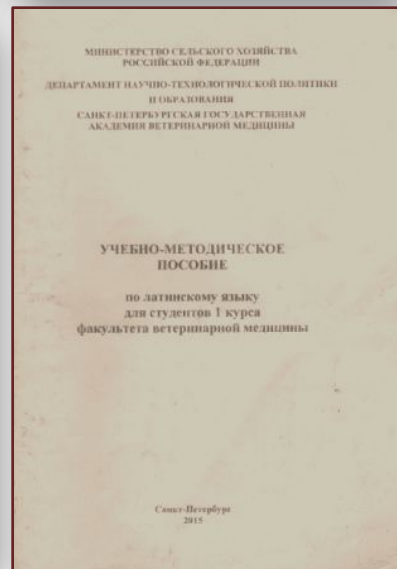 МИНИСТЕРСТВО СЕЛЬСКОГО ХОЗЯЙСТВА
РОССИЙСКОЙ ФЕДЕРАЦИИ
ДЕПАРТАМЕНТ НАУЧНО-ТЕХНОЛОГИЧЕСКОЙ ПОЛИТИКИ
И ОБРАЗОВАНИЯ
САНКТ-ПЕТЕРБУРГСКАЯ ГОСУДАРСТВЕННАЯ
АКАДЕМИЯ ВЕТЕРИНАРНОЙ МЕДИЦИНЫ
УЧЕБНО-МЕТОДИЧЕСКОЕ
ПОСОБИЕ
по латинскому языку
для студентов 1 курса
факультета ветеринарной медицины
Санкт-Петербург
2015